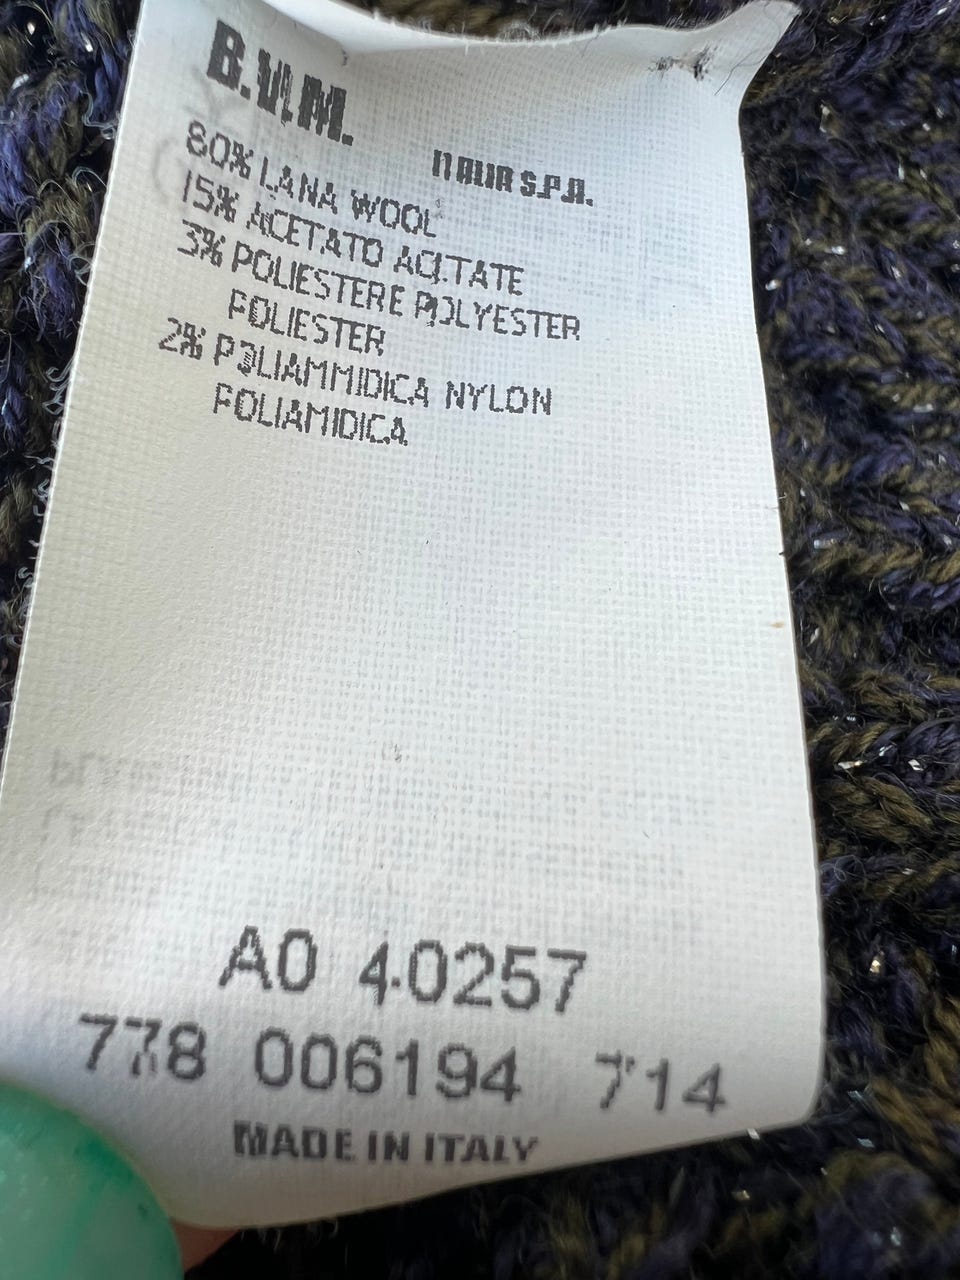 B.V.M.
S.P.A.
80% LANA WOOL
15% ACETATO ACETATE
3% POLIESTERE POLYESTER
POLIESTER
2% POLIAMMIDICA NYLON
POLIAMIDICA
A0 4.0257
778 006194 714
MADE IN ITALY